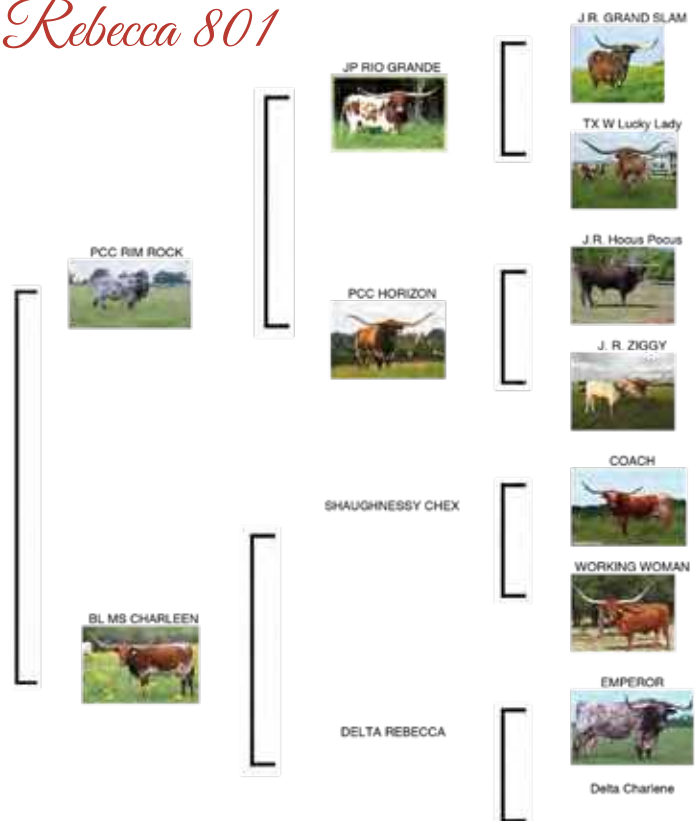 Rebecca 801
J.R. GRAND SLAM
JP RIO GRANDE
TX W Lucky Lady
PCC RIM ROCK
J.R. Hocus Pocus
PCC HORIZON
J. R. ZIGGY
COACH
SHAUGHNESSY CHEX
WORKING WOMAN
BL MS CHARLEEN
EMPEROR
DELTA REBECCA
Delta Charlene